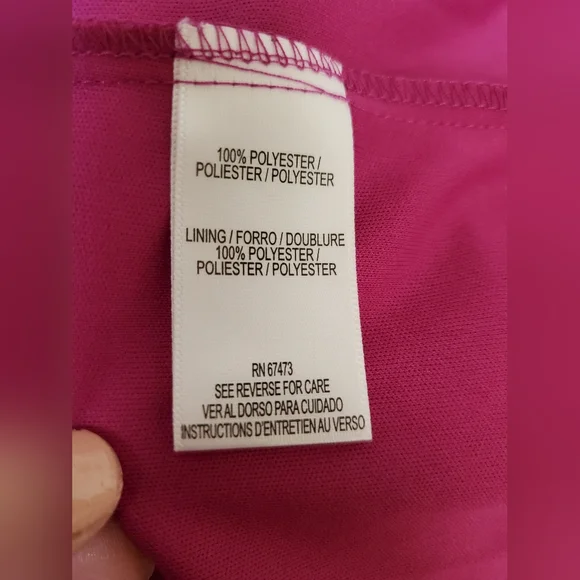 100% POLYESTER /
POLIESTER / POLYESTER
LINING / FORRO / DOUBLURE
100% POLYESTER /
POLIESTER / POLYESTER
RN 67473
SEE REVERSE FOR CARE
VER AL DORSO PARA CUIDADO
INSTRUCTIONS D'ENTRETIEN AU VERSO